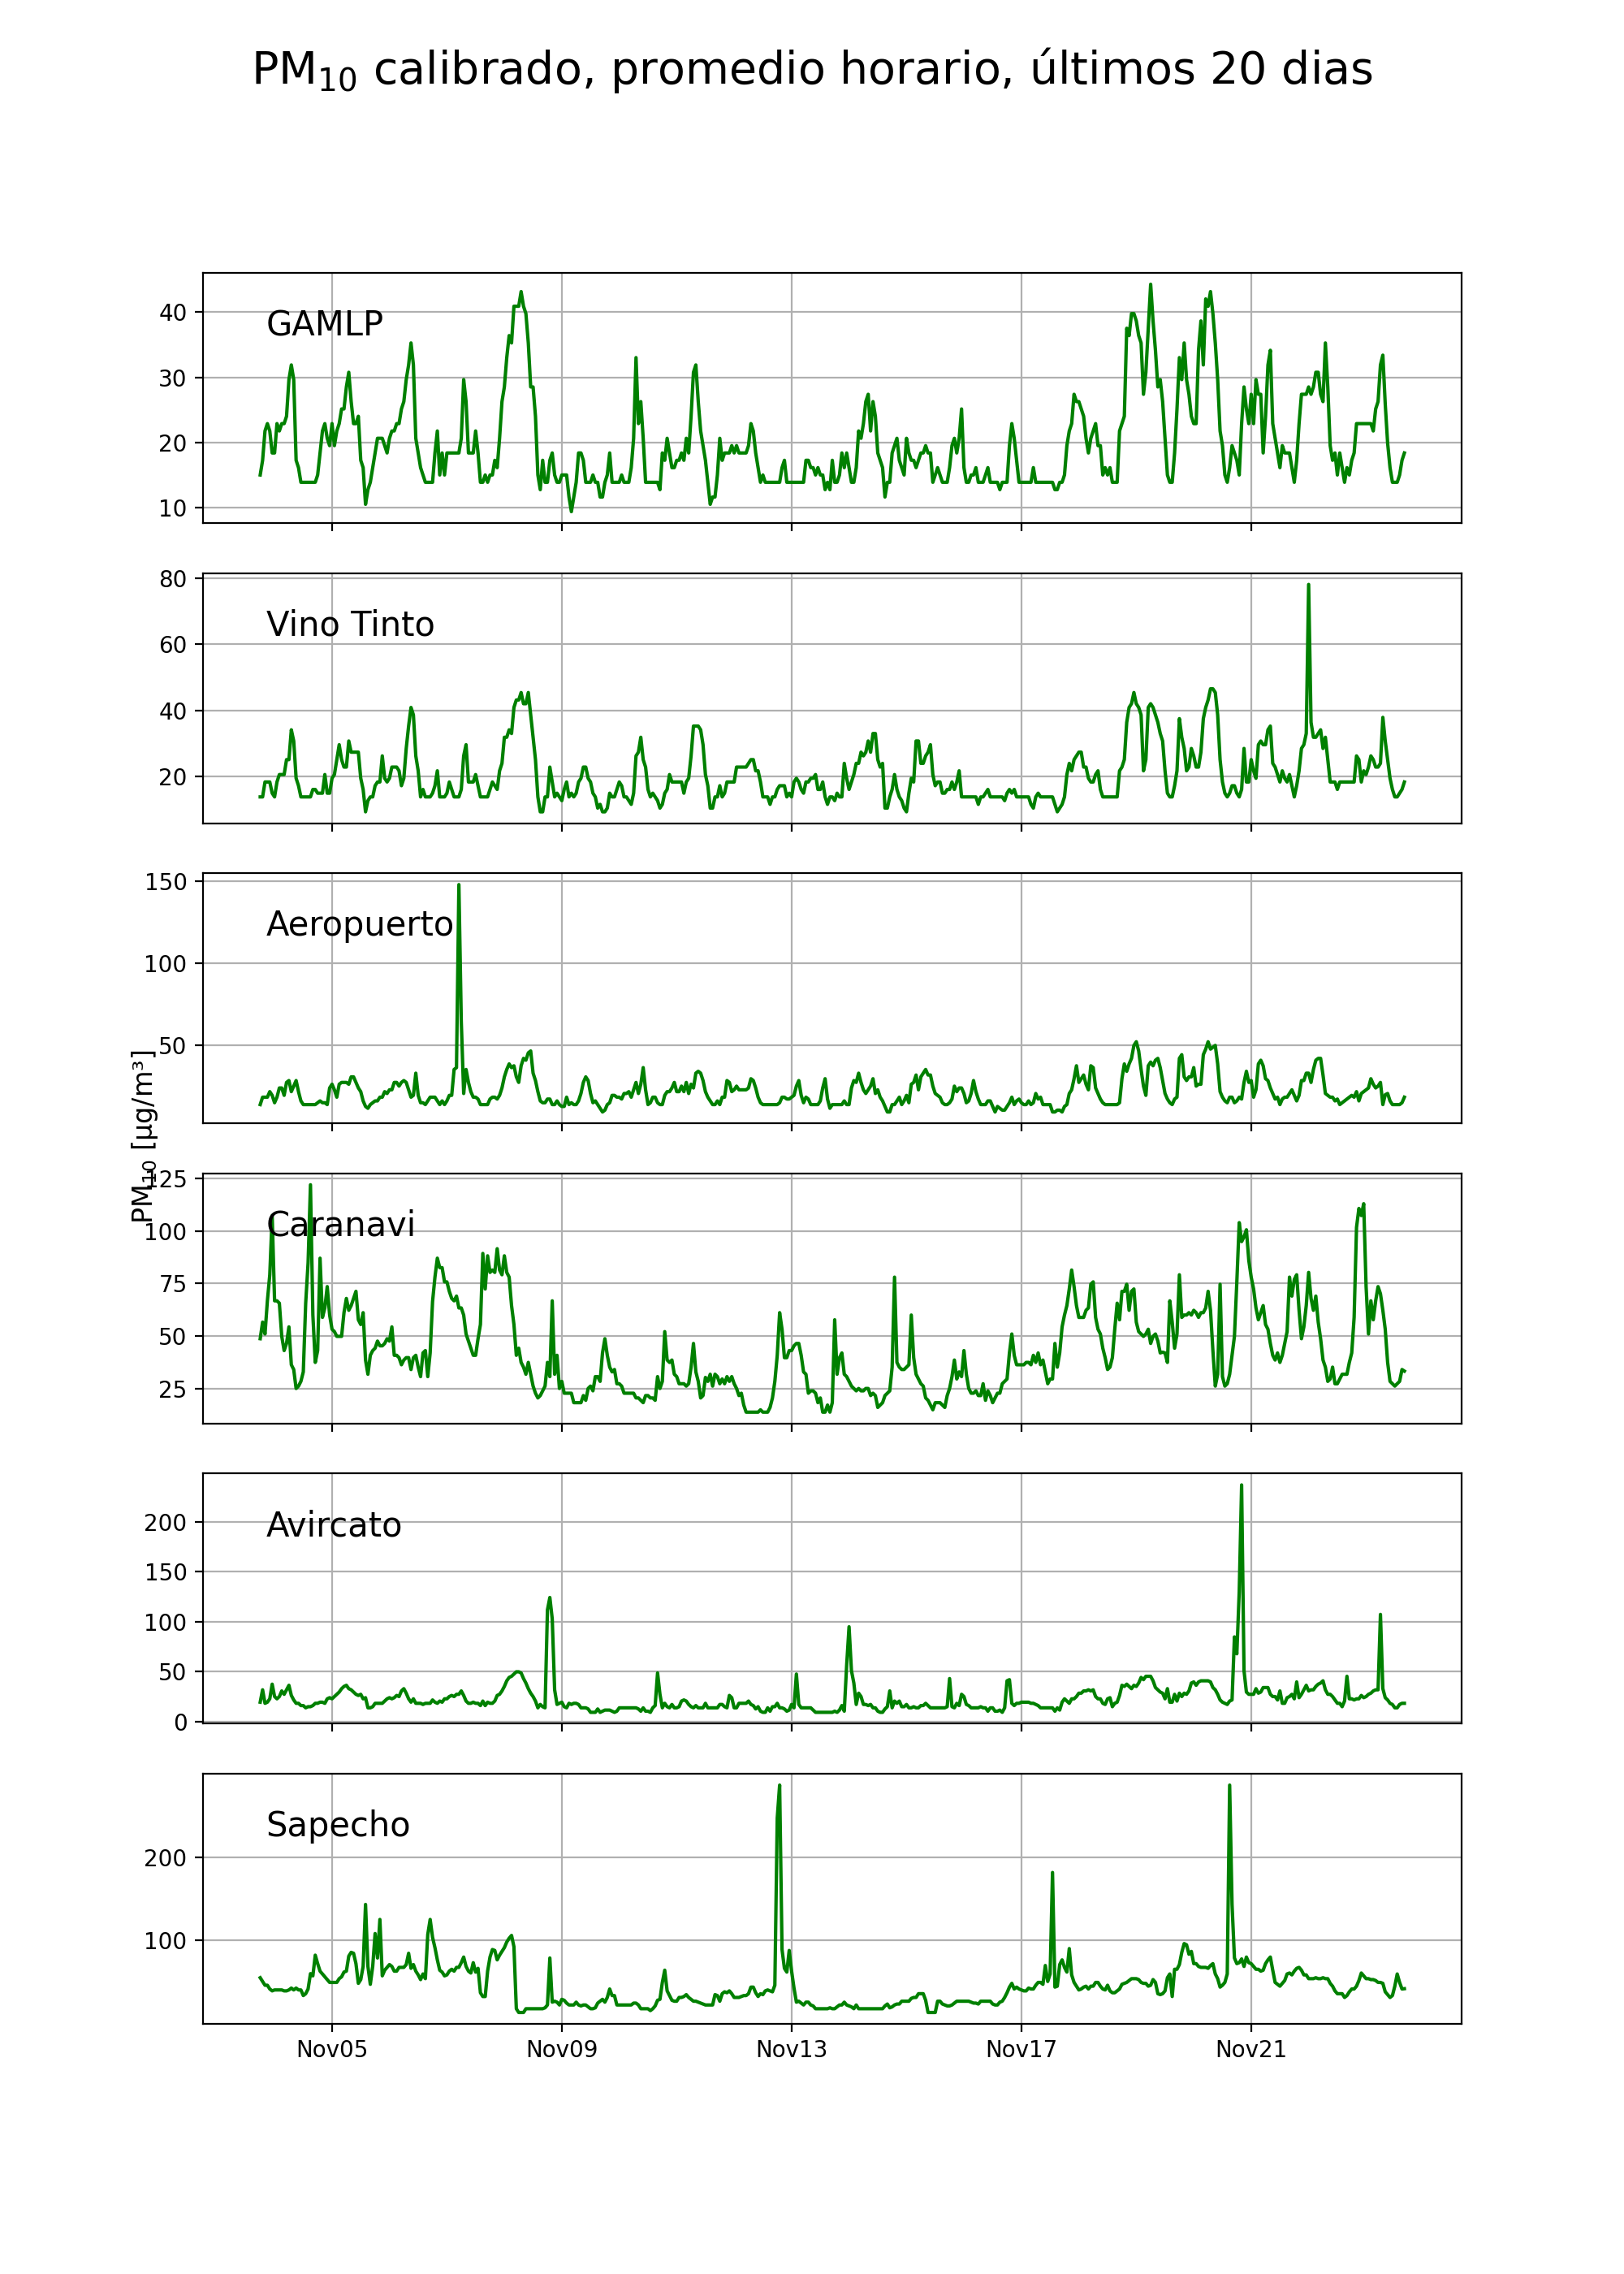 PM₁₀ calibrado, promedio horario, últimos 20 dias
GAMLP
40
30
20
10
Vino Tinto
80
60
40
20
Aeropuerto
150
100
50
PM₁₀ [µg/m³]
Caranavi
125
100
75
50
25
Avircato
200
150
100
50
0
Sapecho
200
100
Nov05 Nov09 Nov13 Nov17 Nov21